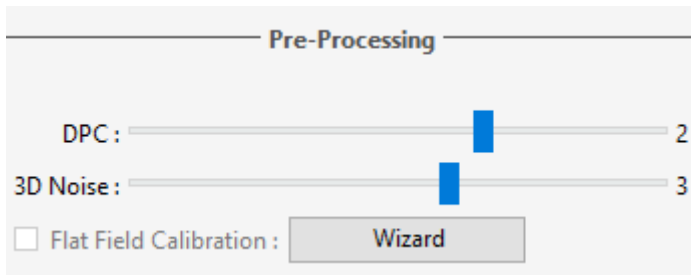 Pre-Processing
DPC : 2
3D Noise : 3
Flat Field Calibration : Wizard